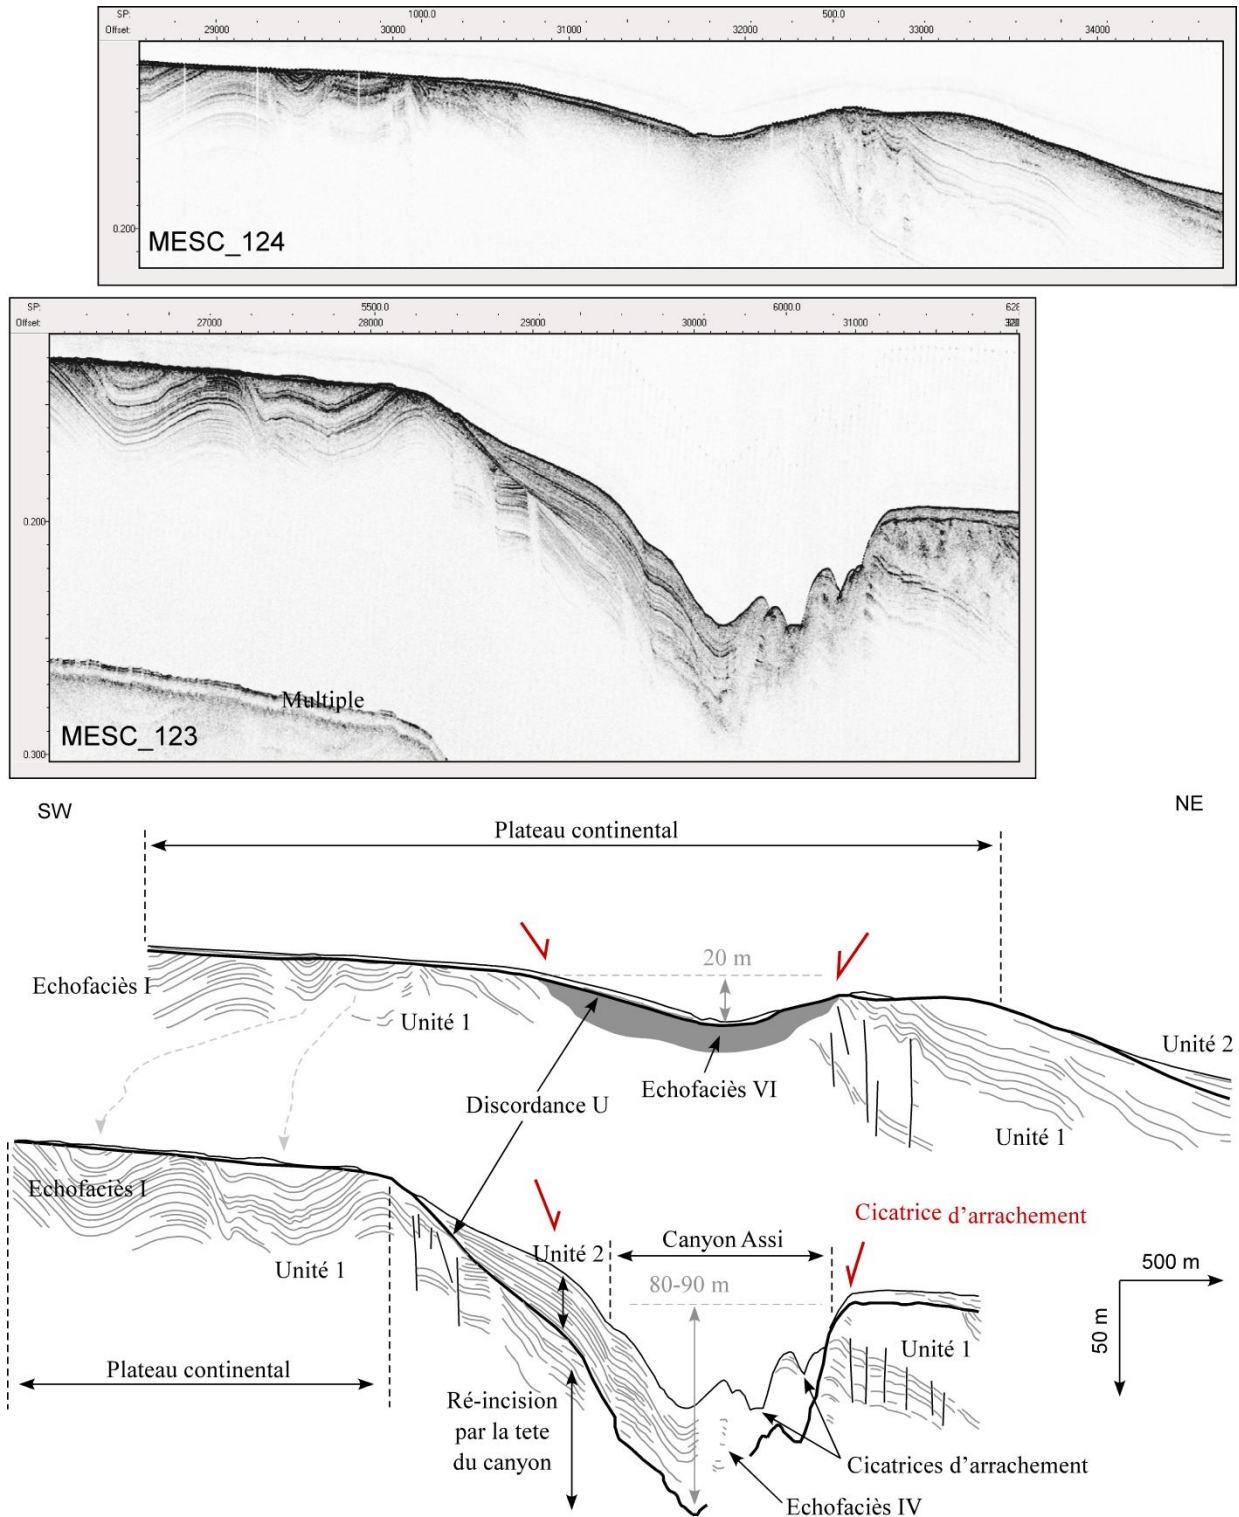 SP: 1000.0 500.0
Offset: 29000 30000 31000 32000 33000 34000
0.200
MESC_124
SP: 5500.0 6000.0
Offset: 27000 28000 29000 30000 31000
0.200
Multiple
MESC_123
0.300
SW NE
Plateau continental
20 m
Echofaciès I
Unité 1
Unité 2
Echofaciès VI
Discordance U
Unité 1
Echofaciès I
Cicatrice d'arrachement
Canyon Assi
Unité 2
Unité 1
80-90 m
500 m
50 m
Unité 1
Plateau continental
Ré-incision
par la tete
du canyon
Cicatrices d'arrachement
Echofaciès IV